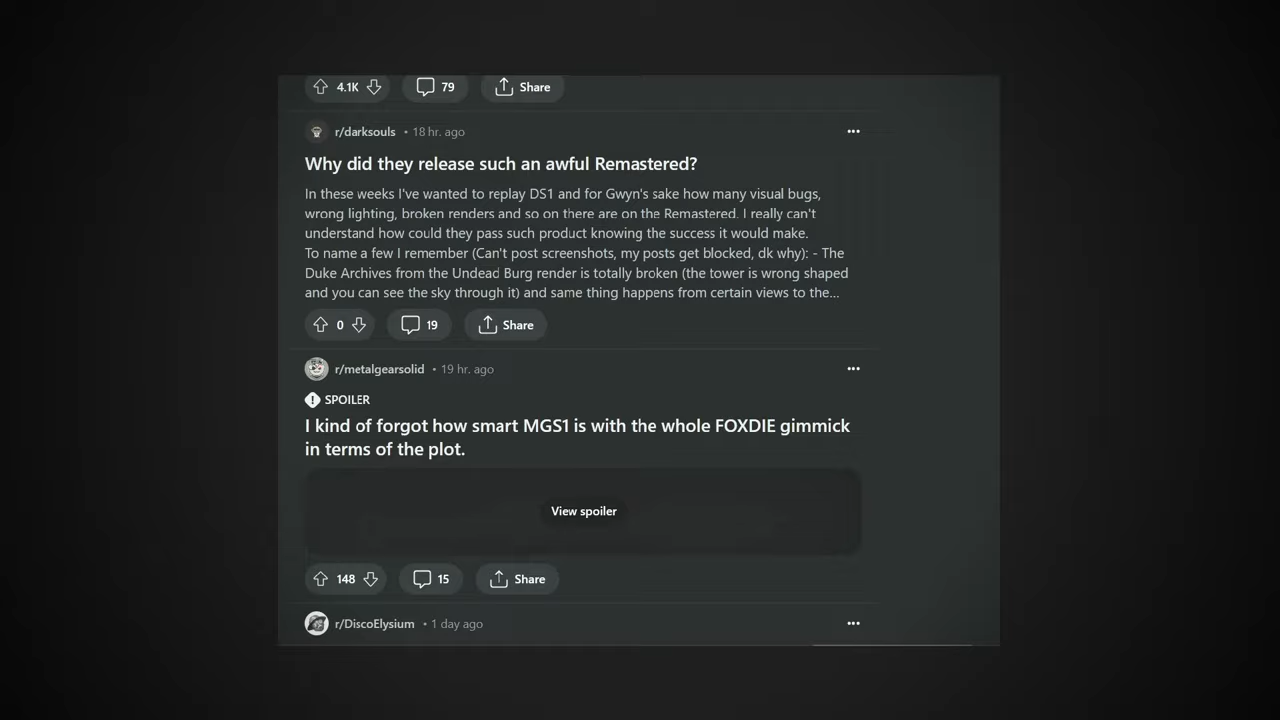 4.1K 79 Share
r/darksouls • 18 hr. ago
Why did they release such an awful Remastered?
In these weeks I've wanted to replay DS1 and for Gwyn's sake how many visual bugs,
wrong lighting, broken renders and so on there are on the Remastered. I really can't
understand how could they pass such product knowing the success it would make.
To name a few I remember (Can't post screenshots, my posts get blocked, dk why): - The
Duke Archives from the Undead Burg render is totally broken (the tower is wrong shaped
and you can see the sky through it) and same thing happens from certain views to the...
0 19 Share
r/metalgearsolid • 19 hr. ago
SPOILER
I kind of forgot how smart MGS1 is with the whole FOXDIE gimmick
in terms of the plot.
View spoiler
148 15 Share
r/DiscoElysium • 1 day ago